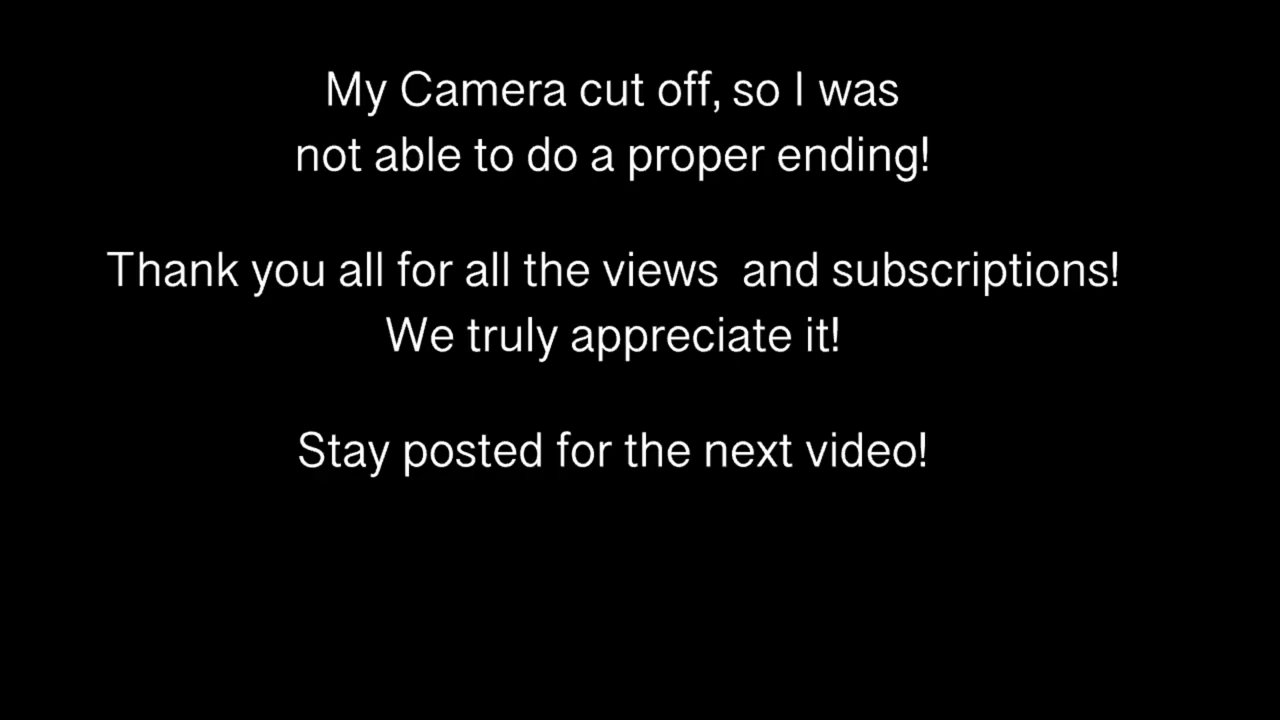 My Camera cut off, so I was
not able to do a proper ending!
Thank you all for all the views  and subscriptions!
We truly appreciate it!
Stay posted for the next video!